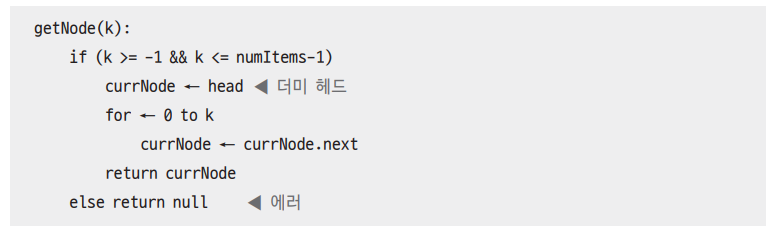 getNode(k):
if (k >= -1 && k <= numItems-1)
currNode ← head ◀ 더미 헤드
for ← 0 to k
currNode ← currNode.next
return currNode
else return null ◀ 에러